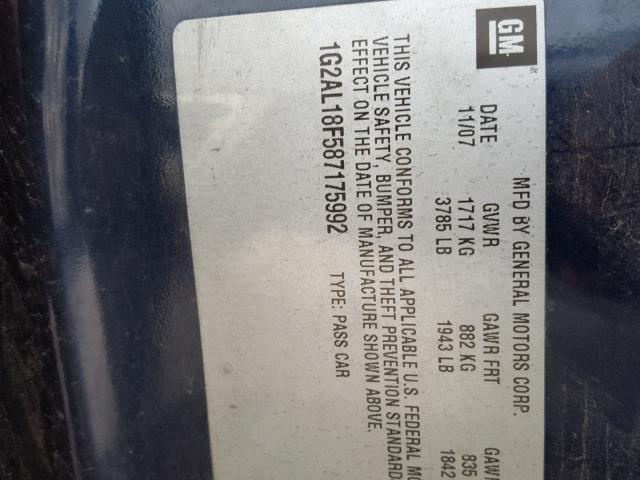 GM
MFD BY GENERAL MOTORS CORP.
DATE GVWR GAWR FRT
11/07 1717 KG 882 KG 835
3785 LB 1943 LB 1842
THIS VEHICLE CONFORMS TO ALL APPLICABLE U.S. FEDERAL
VEHICLE SAFETY, BUMPER, AND THEFT PREVENTION STANDARD
EFFECT ON THE DATE OF MANUFACTURE SHOWN ABOVE.
1G2AL18F587175992 TYPE: PASS CAR